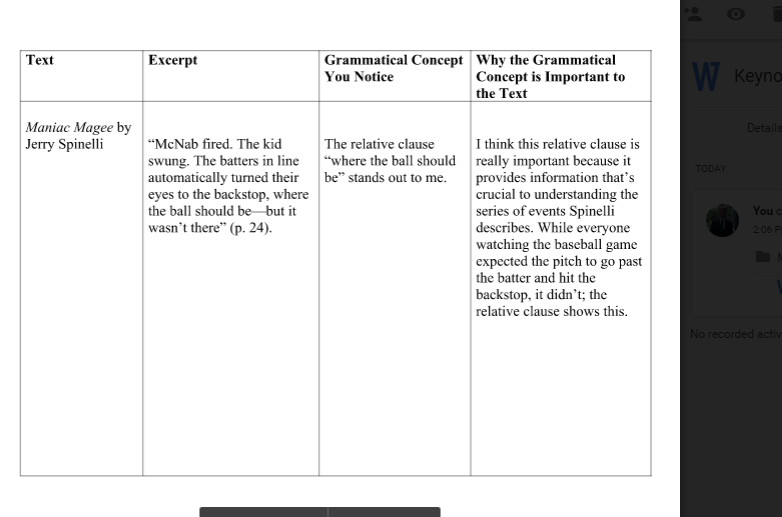 Text
Excerpt
Grammatical Concept
You Notice
Why the Grammatical
Concept is Important to
the Text
Maniac Magee by
Jerry Spinelli
“McNab fired. The kid
swung. The batters in line
automatically turned their
eyes to the backstop, where
the ball should be—but it
wasn’t there” (p. 24).
The relative clause
“where the ball should
be” stands out to me.
I think this relative clause is
really important because it
provides information that’s
crucial to understanding the
series of events Spinelli
describes. While everyone
watching the baseball game
expected the pitch to go past
the batter and hit the
backstop, it didn’t; the
relative clause shows this.
W
Details
TODAY
You
2:06
No recorded